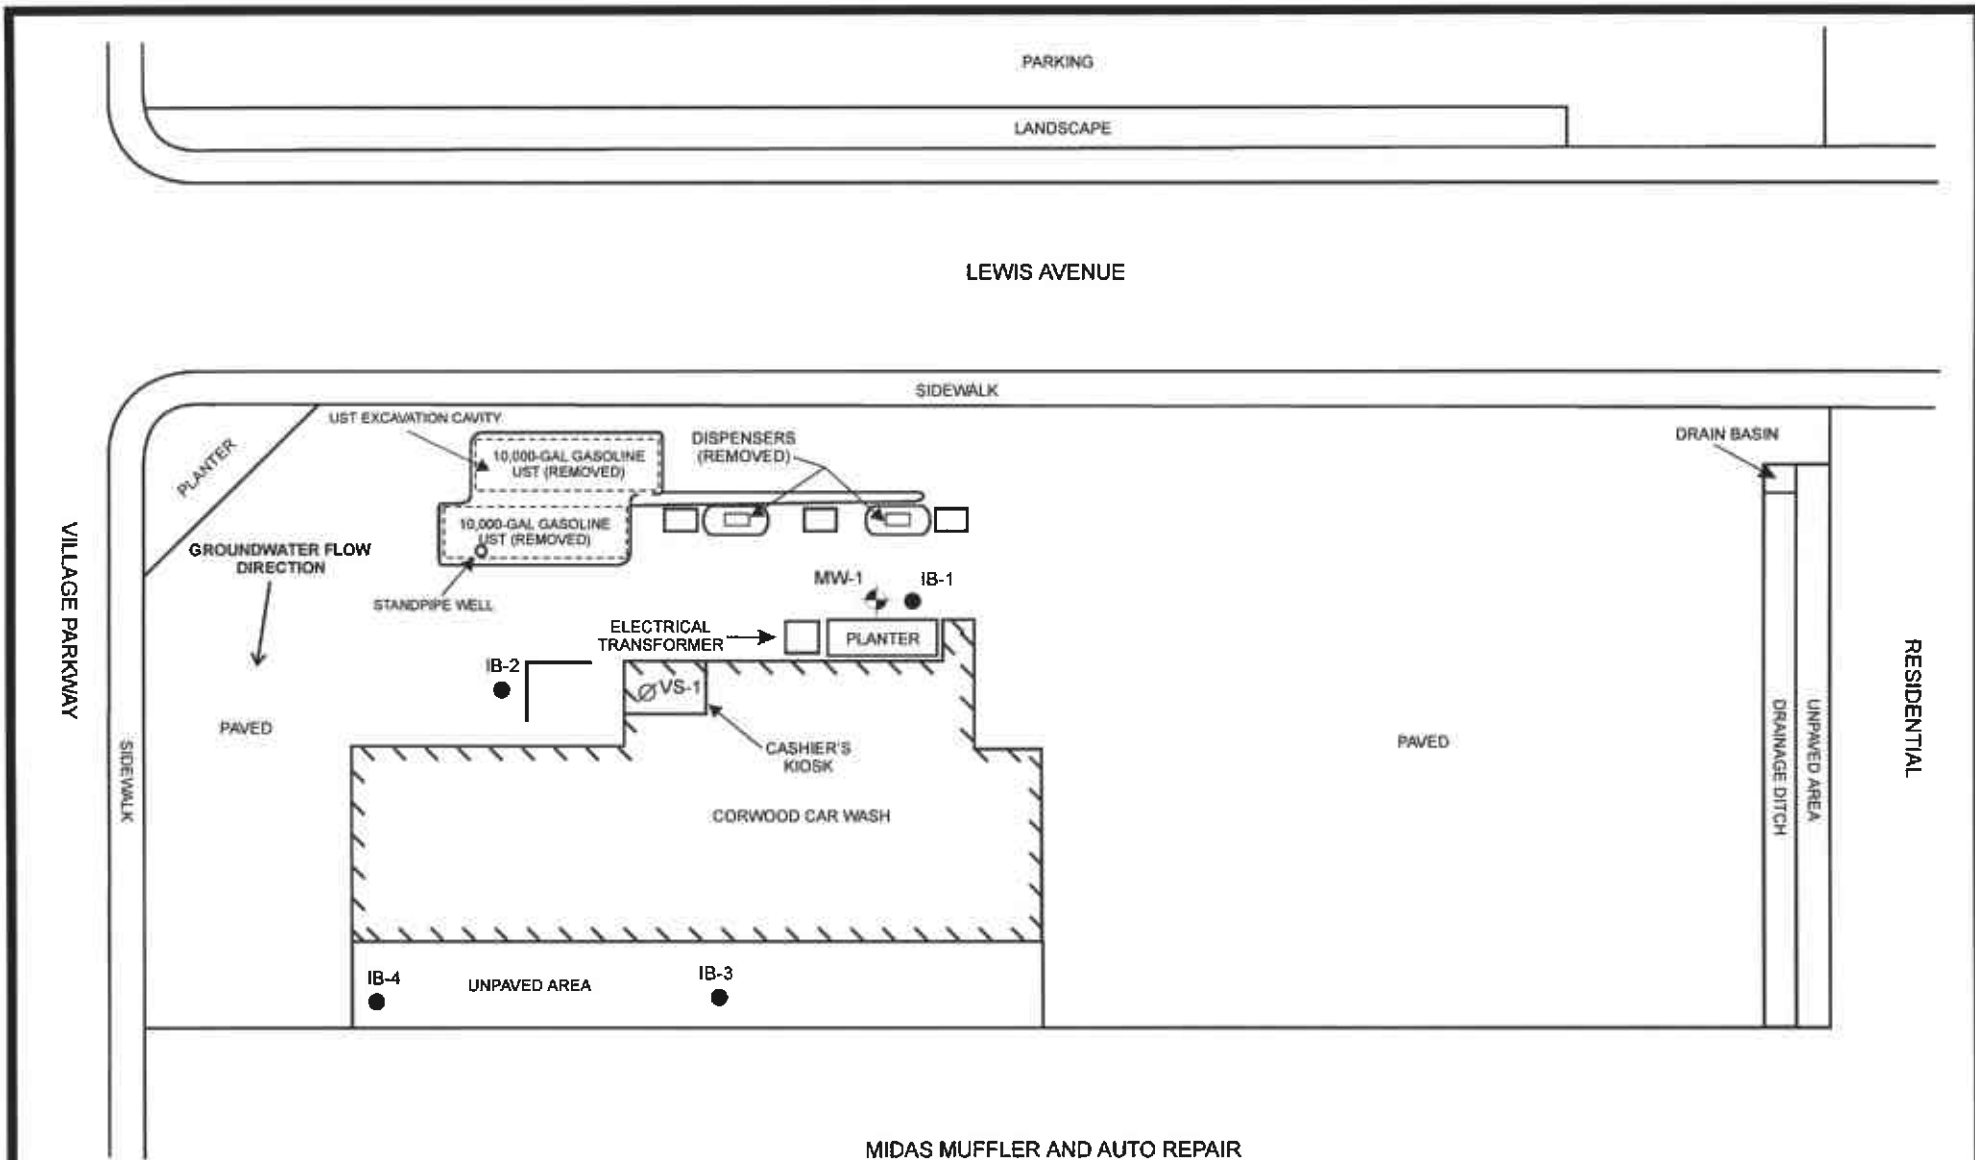 PARKING
LANDSCAPE
LEWIS AVENUE
SIDEWALK
UST EXCAVATION CAVITY
PLANTER
10,000-GAL GASOLINE
UST (REMOVED)
DISPENSERS
(REMOVED)
DRAIN BASIN
10,000-GAL GASOLINE
UST (REMOVED)
GROUNDWATER FLOW
DIRECTION
STANDPIPE WELL
MW-1
IB-1
ELECTRICAL
TRANSFORMER
PLANTER
IB-2
VS-1
VILLAGE PARKWAY
PAVED
SIDEWALK
CASHIER'S
KIOSK
CORWOOD CAR WASH
PAVED
DRAINAGE DITCH
UNPAVED AREA
RESIDENTIAL
IB-4
UNPAVED AREA
IB-3
MIDAS MUFFLER AND AUTO REPAIR